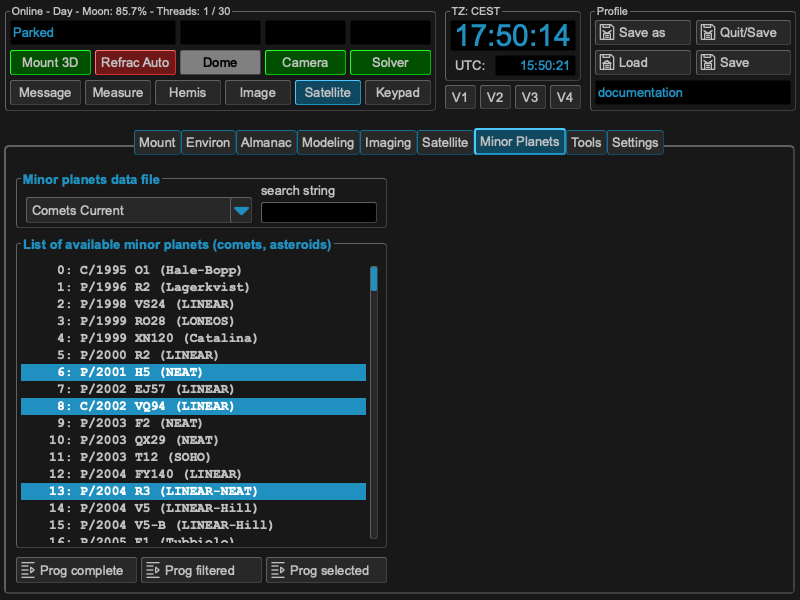 Online - Day - Moon: 85.7% - Threads: 1 / 30
TZ: CEST
Profile
Parked
17:50:14
Save as
Quit/Save
Mount 3D
Refrac Auto
Dome
Camera
Solver
UTC:
15:50:21
Load
Save
Message
Measure
Hemis
Image
Satellite
Keypad
V1
V2
V3
V4
documentation
Mount
Environ
Almanac
Modeling
Imaging
Satellite
Minor Planets
Tools
Settings
Minor planets data file
search string
Comets Current
List of available minor planets (comets, asteroids)
0: C/1995 O1 (Hale-Bopp)
1: P/1996 R2 (Lagerkvist)
2: P/1998 VS24 (LINEAR)
3: P/1999 RO28 (LONEOS)
4: P/1999 XN120 (Catalina)
5: P/2000 R2 (LINEAR)
6: P/2001 H5 (NEAT)
7: P/2002 EJ57 (LINEAR)
8: C/2002 VQ94 (LINEAR)
9: P/2003 F2 (NEAT)
10: P/2003 QX29 (NEAT)
11: P/2003 T12 (SOHO)
12: P/2004 FY140 (LINEAR)
13: P/2004 R3 (LINEAR-NEAT)
14: P/2004 V5 (LINEAR-Hill)
15: P/2004 V5-B (LINEAR-Hill)
16: P/2005
Prog complete
Prog filtered
Prog selected